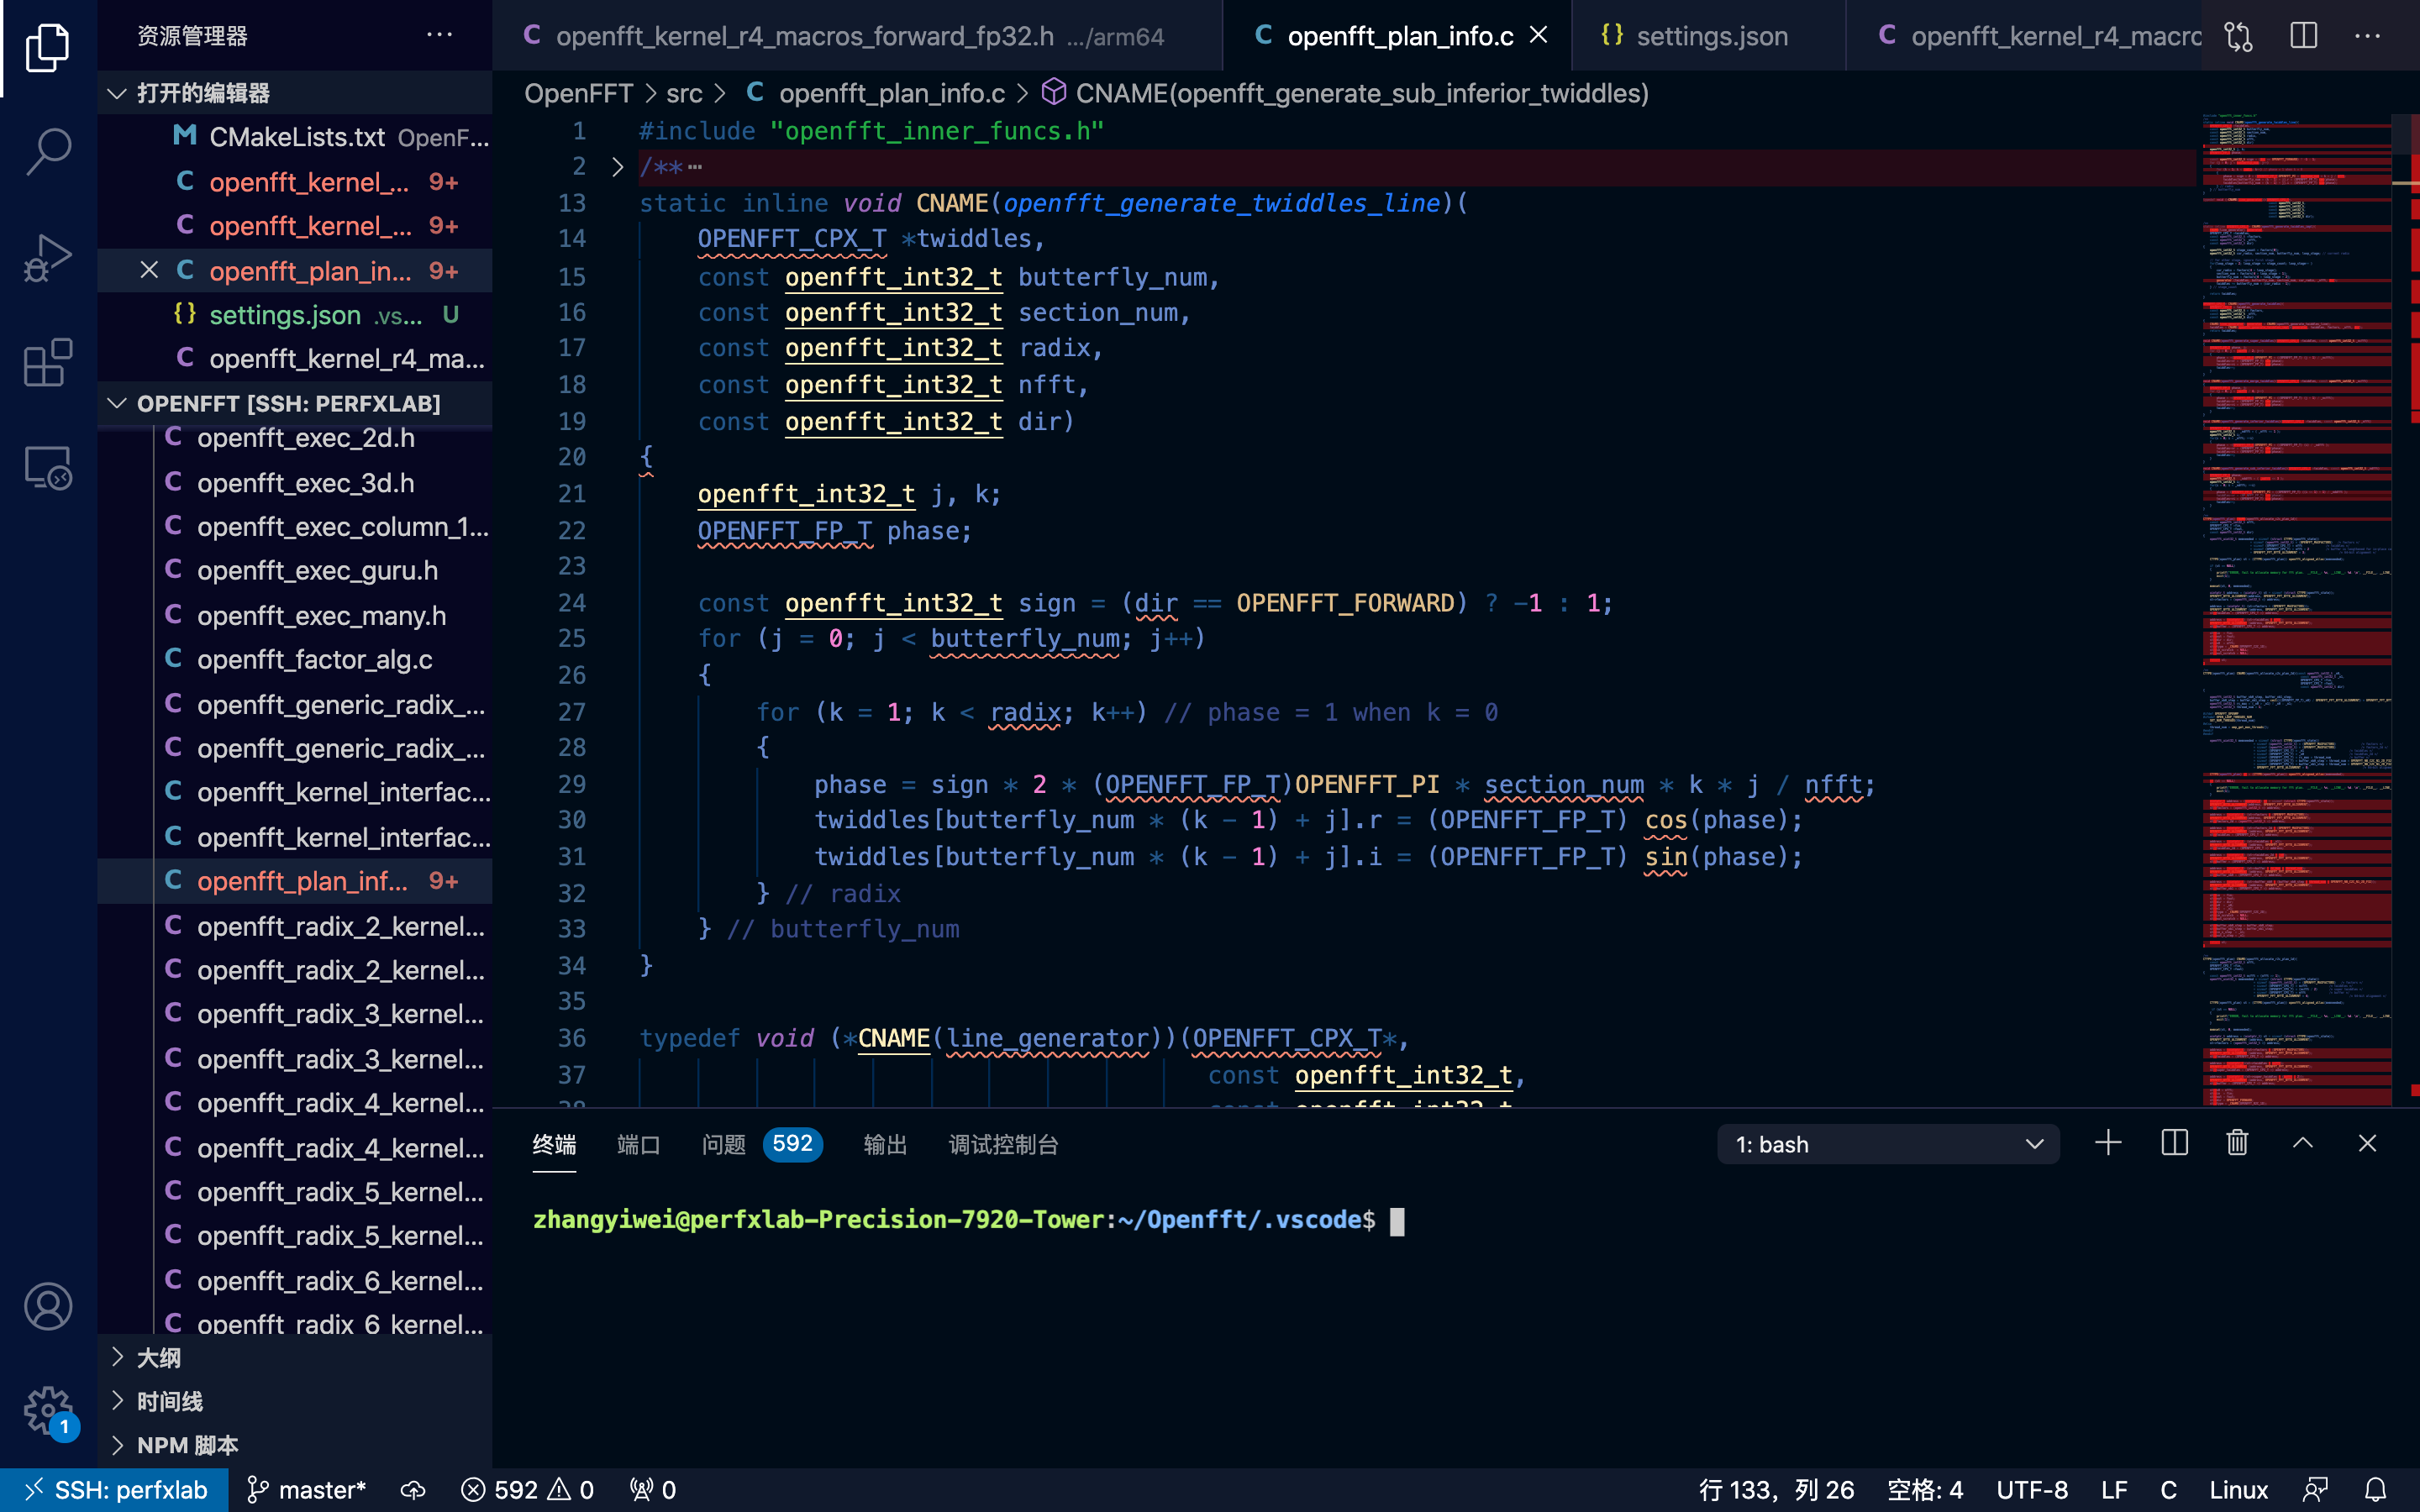 资源管理器
openfft_kernel_r4_macros_forward_fp32.h .../arm64
openfft_plan_info.c
{} settings.json
openfft_kernel_r4_macro
打开的编辑器
CMakeLists.txt OpenF...
openfft_kernel_... 9+
openfft_kernel_... 9+
openfft_plan_in... 9+
{} settings.json .vs... U
openfft_kernel_r4_ma...
OPENFFT [SSH: PERFXLAB]
openfft_exec_2d.h
openfft_exec_3d.h
openfft_exec_column_1...
openfft_exec_guru.h
openfft_exec_many.h
openfft_factor_alg.c
openfft_generic_radix_...
openfft_generic_radix_...
openfft_kernel_interfac...
openfft_kernel_interfac...
openfft_plan_inf... 9+
openfft_radix_2_kernel...
openfft_radix_2_kernel...
openfft_radix_3_kernel...
openfft_radix_3_kernel...
openfft_radix_4_kernel...
openfft_radix_4_kernel...
openfft_radix_5_kernel...
openfft_radix_5_kernel...
openfft_radix_6_kernel...
openfft_radix_6_kernel...
大纲
时间线
NPM 脚本
OpenFFT > src > C openfft_plan_info.c > CNAME(openfft_generate_sub_inferior_twiddles)
1 #include "openfft_inner_funcs.h"
2 /** ...
13 static inline void CNAME(openfft_generate_twiddles_line)(
14 OPENFFT_CPX_T *twiddles,
15 const openfft_int32_t butterfly_num,
16 const openfft_int32_t section_num,
17 const openfft_int32_t radix,
18 const openfft_int32_t nfft,
19 const openfft_int32_t dir)
20 {
21 openfft_int32_t j, k;
22 OPENFFT_FP_T phase;
23
24 const openfft_int32_t sign = (dir == OPENFFT_FORWARD) ? -1 : 1;
25 for (j = 0; j < butterfly_num; j++)
26 {
27 for (k = 1; k < radix; k++) // phase = 1 when k = 0
28 {
29 phase = sign * 2 * (OPENFFT_FP_T)OPENFFT_PI * section_num * k * j / nfft;
30 twiddles[butterfly_num * (k - 1) + j].r = (OPENFFT_FP_T) cos(phase);
31 twiddles[butterfly_num * (k - 1) + j].i = (OPENFFT_FP_T) sin(phase);
32 } // radix
33 } // butterfly_num
34 }
35
36 typedef void (*CNAME(line_generator))(OPENFFT_CPX_T*,
37 const openfft_int32_t,
38 const openfft_int32_t
终端 端口 问题 592 输出 调试控制台
1: bash
zhangyiwei@perfxlab-Precision-7920-Tower:~/Openfft/.vscode$
1
SSH: perfxlab master* 592 0 0
行 133，列 26 空格: 4 UTF-8 LF C Linux